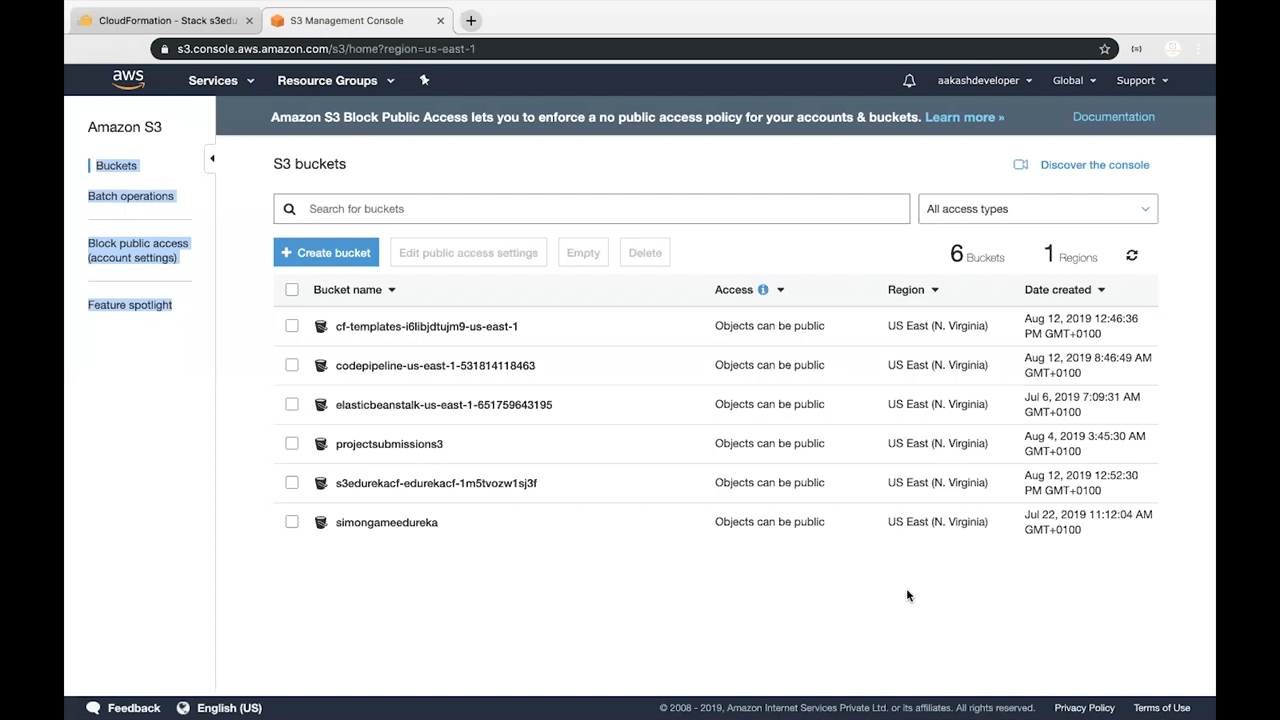 CloudFormation - Stack s3edu
S3 Management Console
s3.console.aws.amazon.com/s3/home?region=us-east-1
aws
Services
Resource Groups
aakashdeveloper
Global
Support
Amazon S3
Buckets
Batch operations
Block public access
(account settings)
Feature spotlight
Amazon S3 Block Public Access lets you to enforce a no public access policy for your accounts & buckets. Learn more »
Documentation
S3 buckets
Discover the console
Search for buckets
All access types
+ Create bucket
Edit public access settings
Empty
Delete
6 Buckets
1 Regions
Bucket name
Access
Region
Date created
cf-templates-i6libjdtujm9-us-east-1
Objects can be public
US East (N. Virginia)
Aug 12, 2019 12:46:36
PM GMT+0100
codepipeline-us-east-1-531814118463
Objects can be public
US East (N. Virginia)
Aug 12, 2019 8:46:49 AM
GMT+0100
elasticbeanstalk-us-east-1-651759643195
Objects can be public
US East (N. Virginia)
Jul 6, 2019 7:09:31 AM
GMT+0100
projectsubmissions3
Objects can be public
US East (N. Virginia)
Aug 4, 2019 3:45:30 AM
GMT+0100
s3edurekacf-edurekacf-1m5tvozw1sj3f
Objects can be public
US East (N. Virginia)
Aug 12, 2019 12:52:30
PM GMT+0100
simongameedureka
Objects can be public
US East (N. Virginia)
Jul 22, 2019 11:12:04 AM
GMT+0100
Feedback
English (US)
© 2008 - 2019, Amazon Internet Services Private Ltd. or its affiliates. All rights reserved.
Privacy Policy
Terms of Use